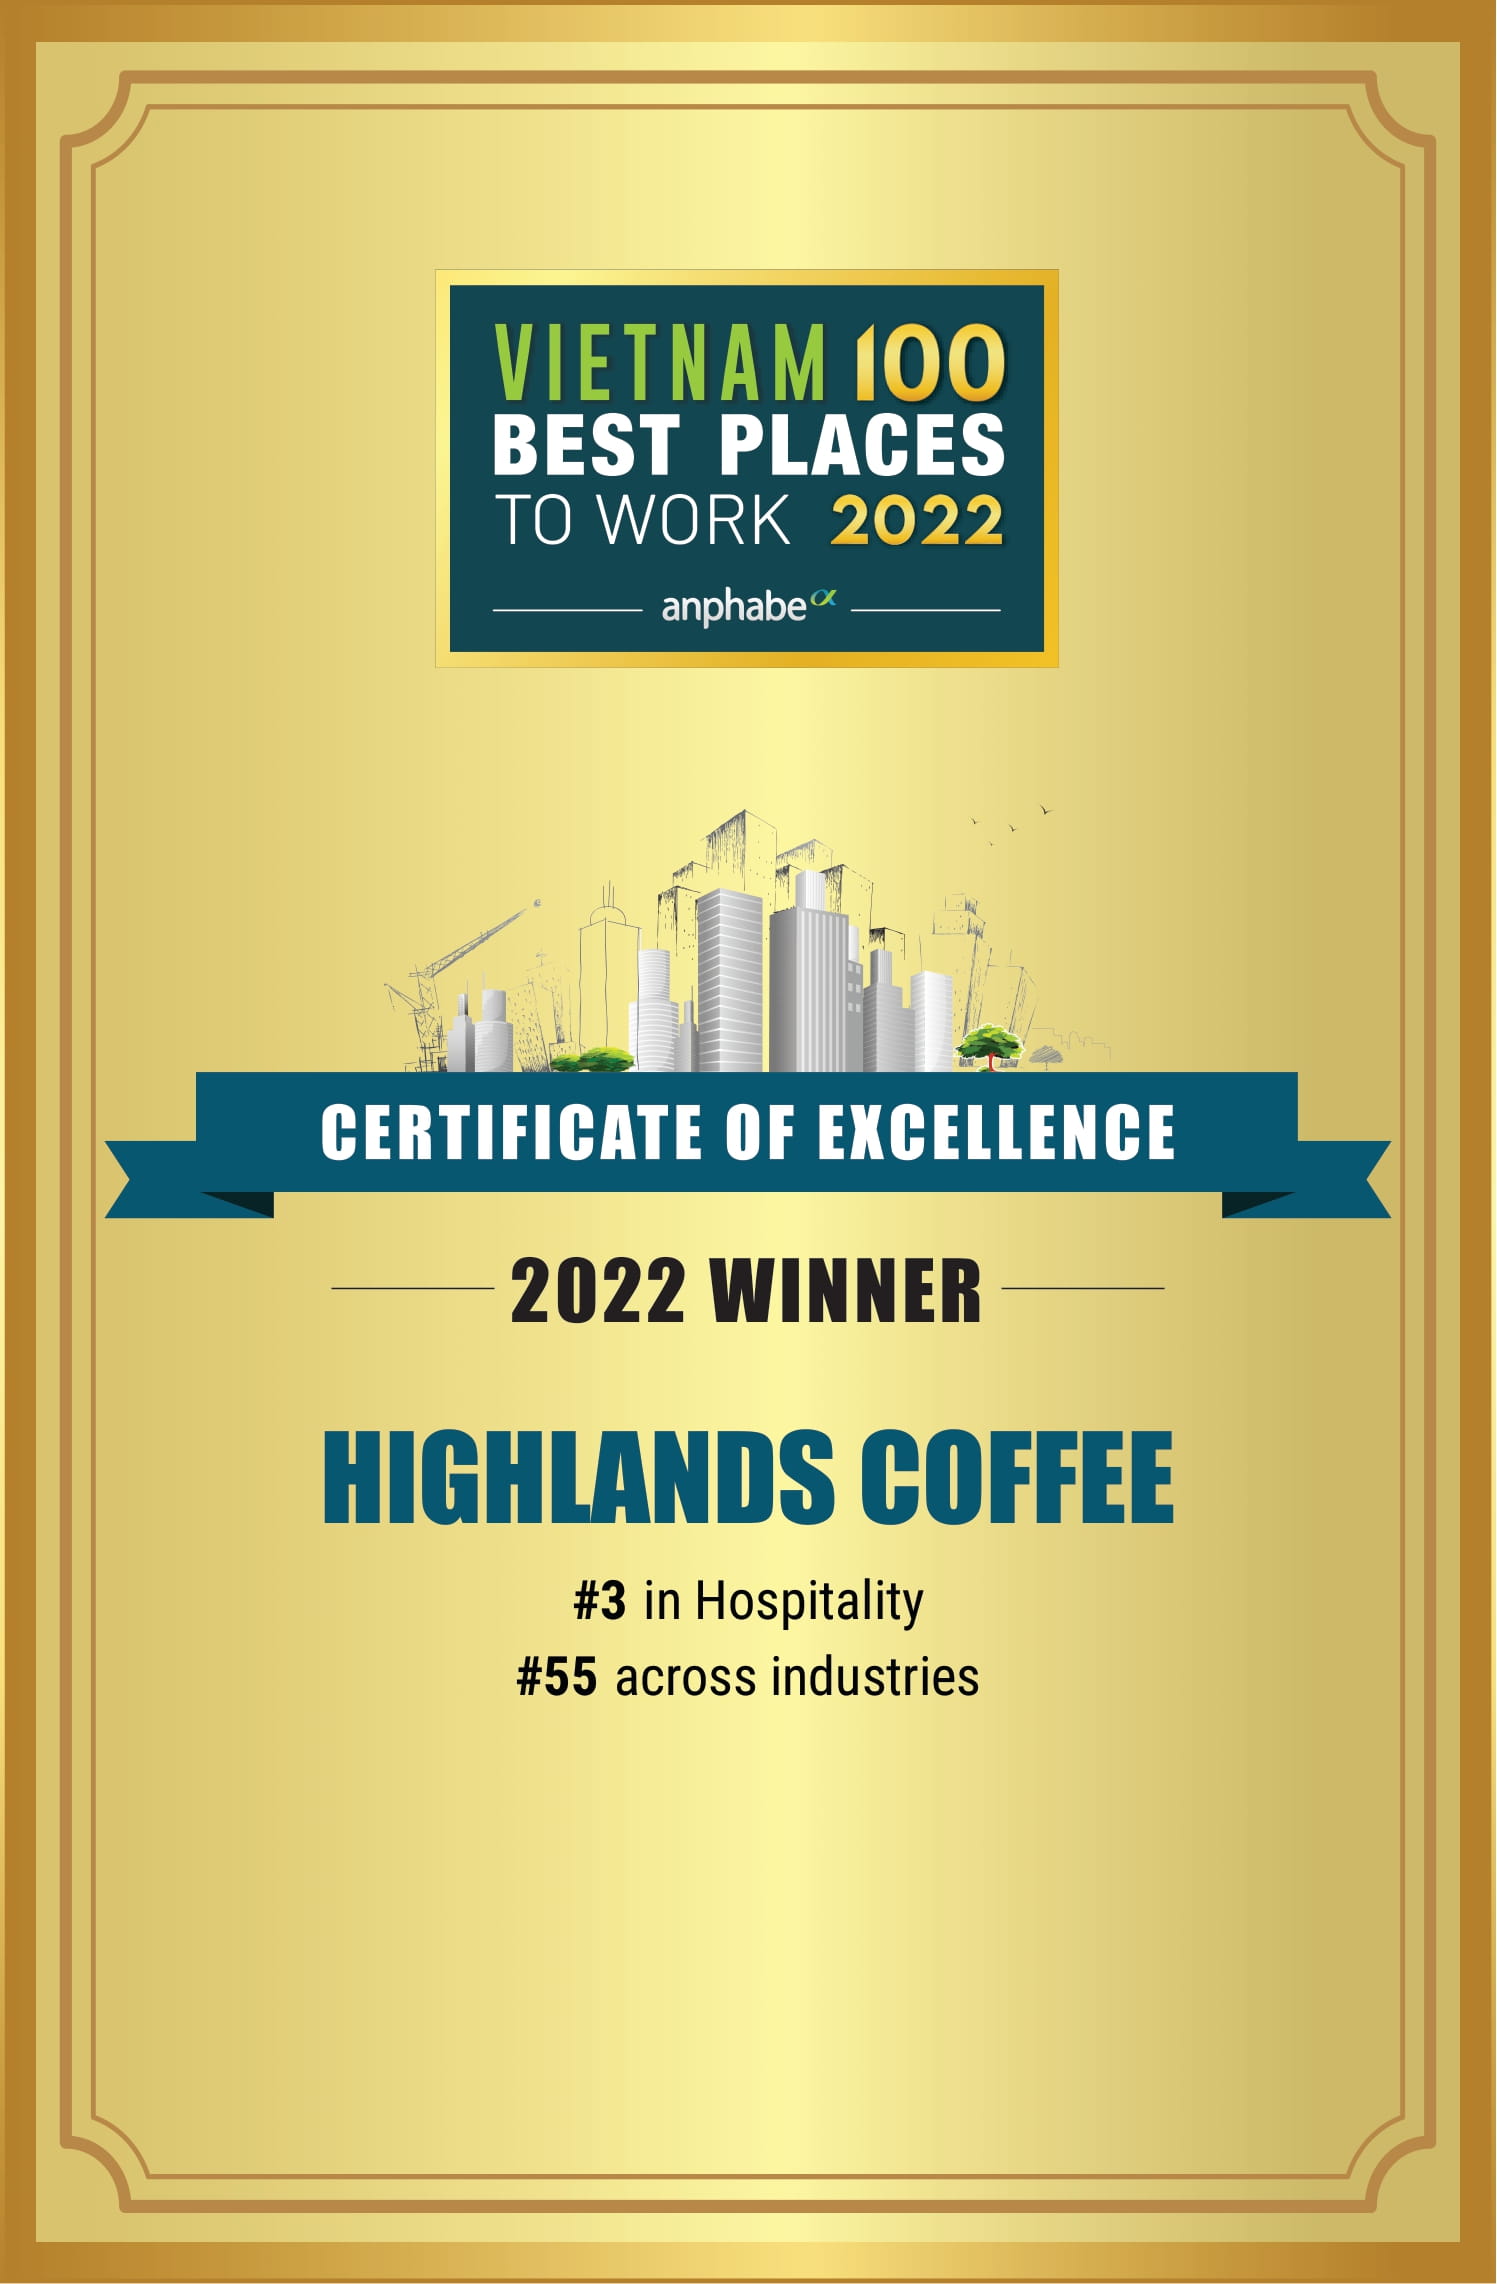 VIETNAM 100
BEST PLACES
TO WORK 2022
anphabe
CERTIFICATE OF EXCELLENCE
2022 WINNER
HIGHLANDS COFFEE
#3 in Hospitality
#55 across industries